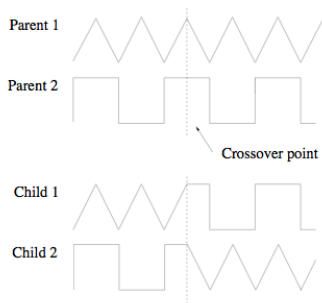 Parent 1
Parent 2
Crossover point
Child 1
Child 2